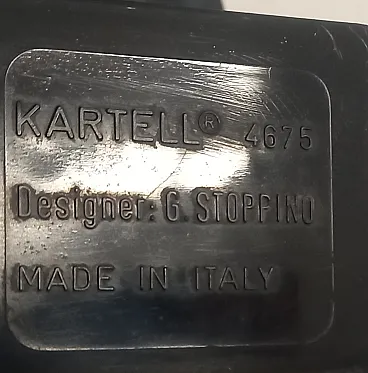 KARTELL® 4675
Designer: G. STOPPINO
MADE IN ITALY